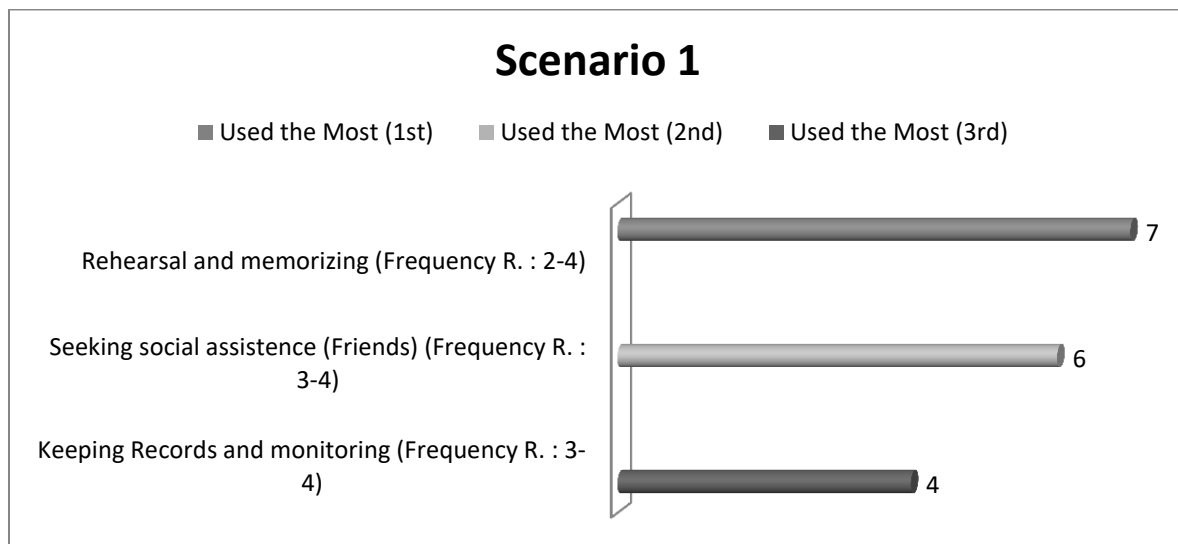 Scenario 1
Used the Most (1st) Used the Most (2nd) Used the Most (3rd)
7
Rehearsal and memorizing (Frequency R. : 2-4)
Seeking social assistence (Friends) (Frequency R. :
3-4)
6
Keeping Records and monitoring (Frequency R. : 3-
4)
4